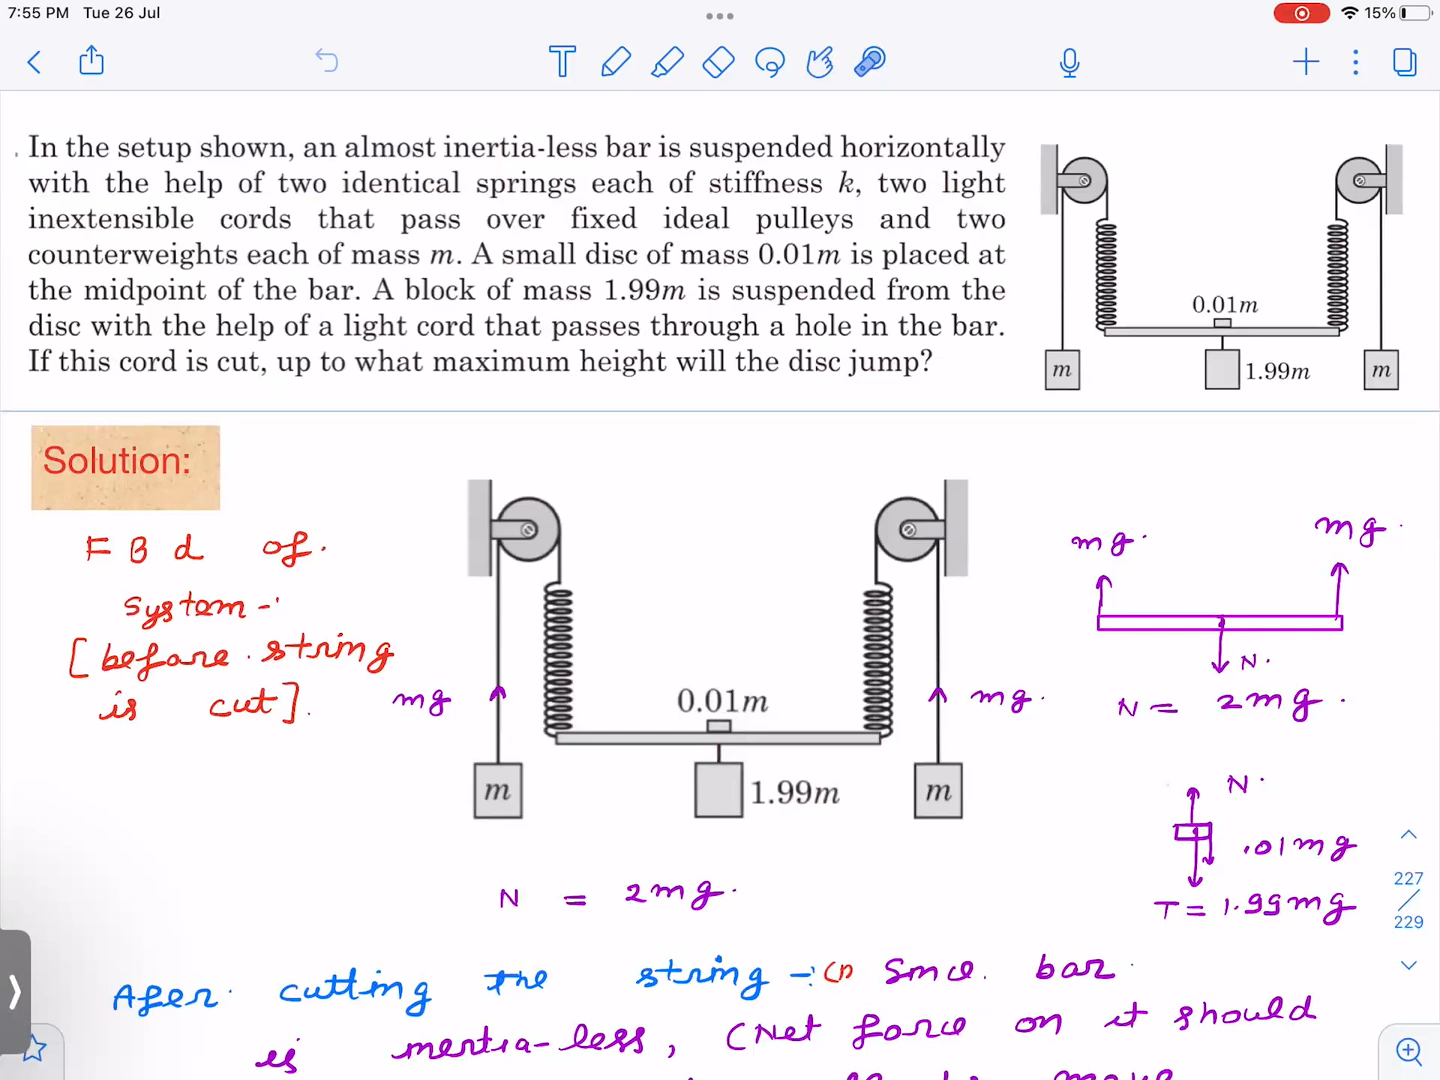 7:55 PM Tue 26 Jul
15%
In the setup shown, an almost inertia-less bar is suspended horizontally
with the help of two identical springs each of stiffness k, two light
inextensible cords that pass over fixed ideal pulleys and two
counterweights each of mass m. A small disc of mass 0.01m is placed at
the midpoint of the bar. A block of mass 1.99m is suspended from the
disc with the help of a light cord that passes through a hole in the bar.
If this cord is cut, up to what maximum height will the disc jump?
0.01m
m
1.99m
m
Solution:
FBd of.
system -:
[before string
is cut].
mg
0.01m
mg.
m
1.99m
m
mg.
mg.
N.
N = 2mg.
N.
.01mg
T = 1.99mg
227
229
N = 2mg.
After cutting the string -: (1) Since bar
is inertia-less, (Net force on it should
move